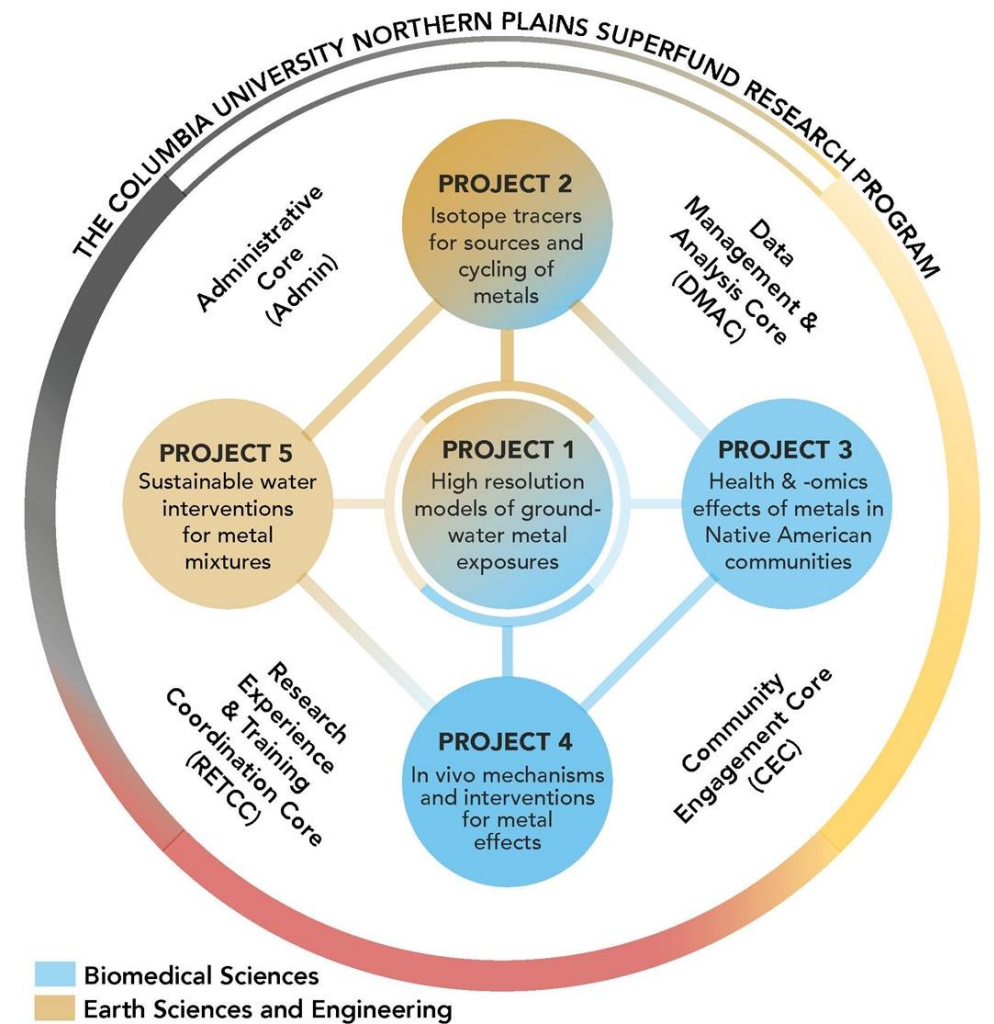 THE COLUMBIA UNIVERSITY NORTHERN PLAINS SUPERFUND RESEARCH PROGRAM
Administrative
Core
(Admin)
PROJECT 2
Isotope tracers
for sources and
cycling of
metals
Data
Management &
Analysis Core
(DMAC)
PROJECT 5
Sustainable water
interventions
for metal
mixtures
PROJECT 1
High resolution
models of ground-
water metal
exposures
PROJECT 3
Health & -omics
effects of metals in
Native American
communities
Research
Experience
& Training
Coordination Core
(RETCC)
PROJECT 4
In vivo mechanisms
and interventions
for metal
effects
Community
Engagement Core
(CEC)
Biomedical Sciences
Earth Sciences and Engineering